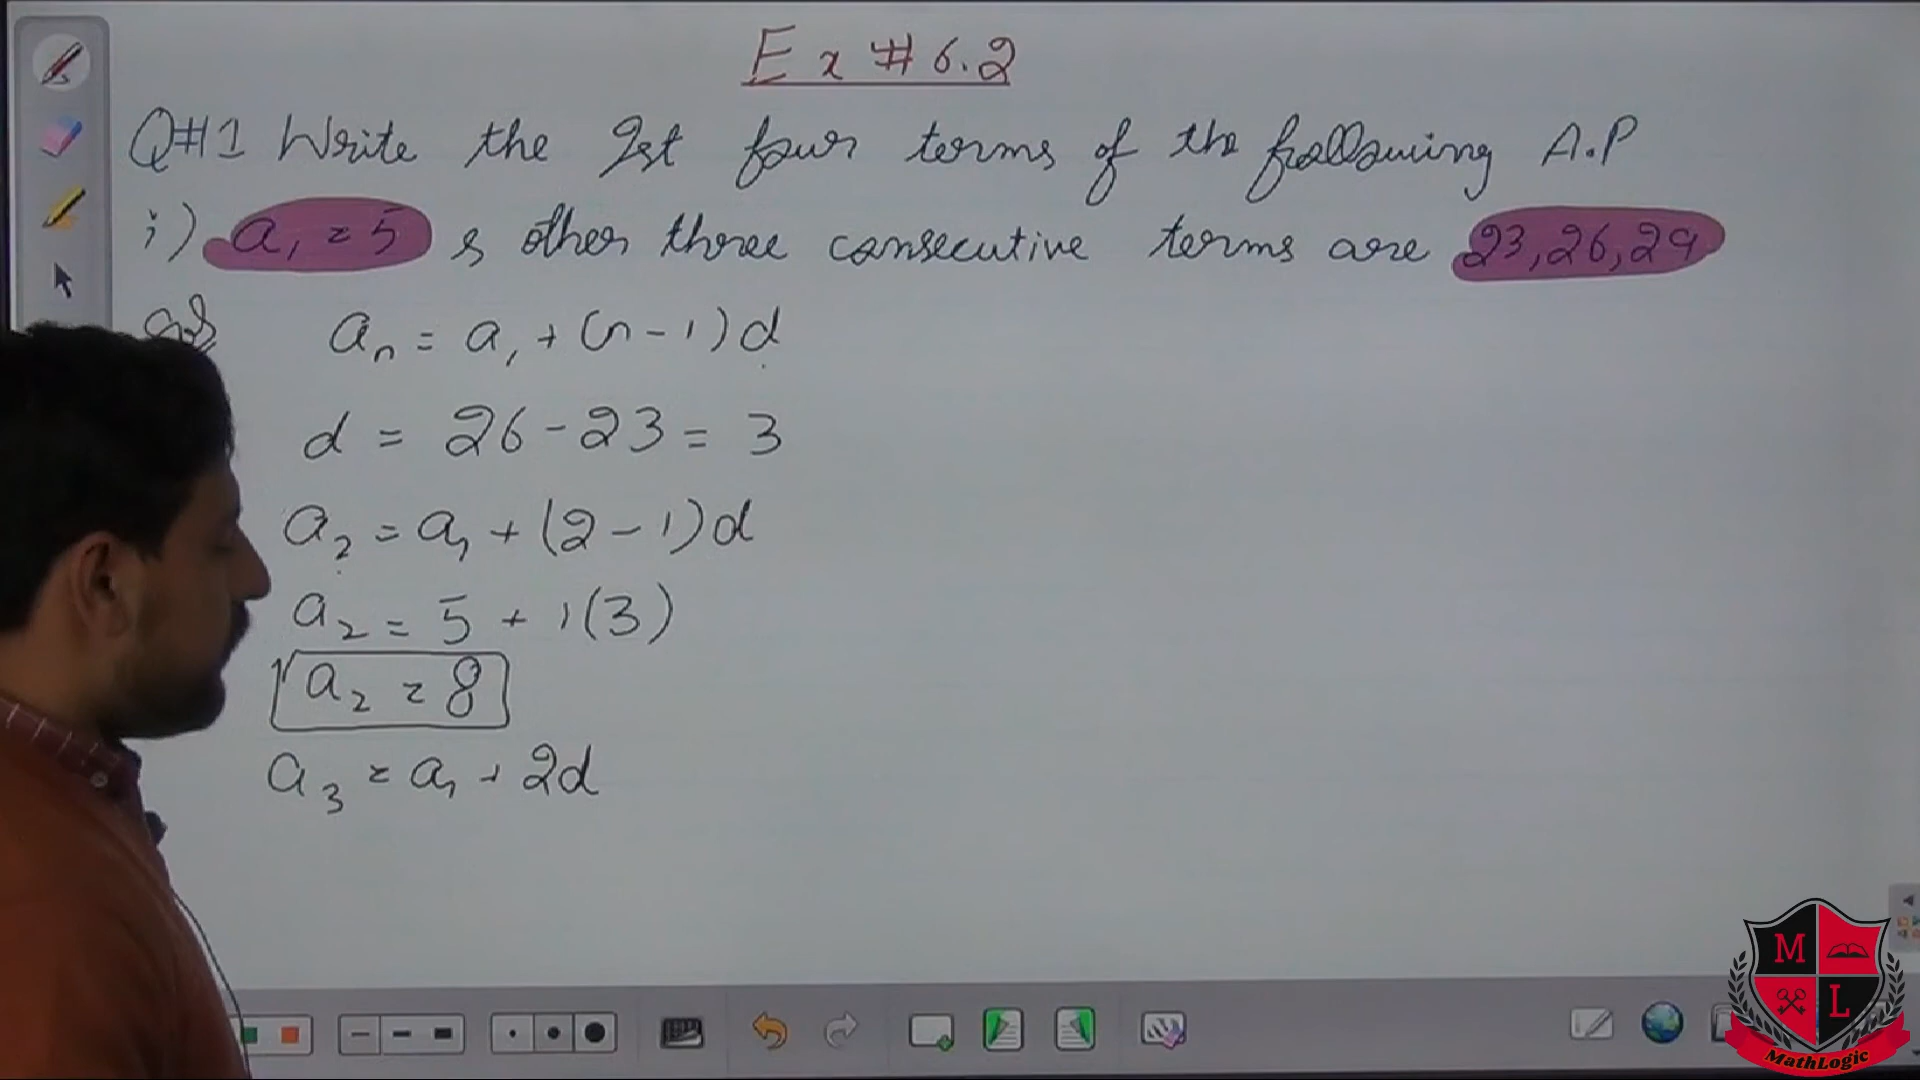 Ex # 6.2
Q#1 Write the 1st four terms of the following A.P
i) a₁ = 5 & other three consecutive terms are 23, 26, 29
Sol
aₙ = a₁ + (n - 1)d
d = 26 - 23 = 3
a₂ = a₁ + (2 - 1)d
a₂ = 5 + 1(3)
a₂ = 8
a₃ = a₁ + 2d
M
L
MathLogic